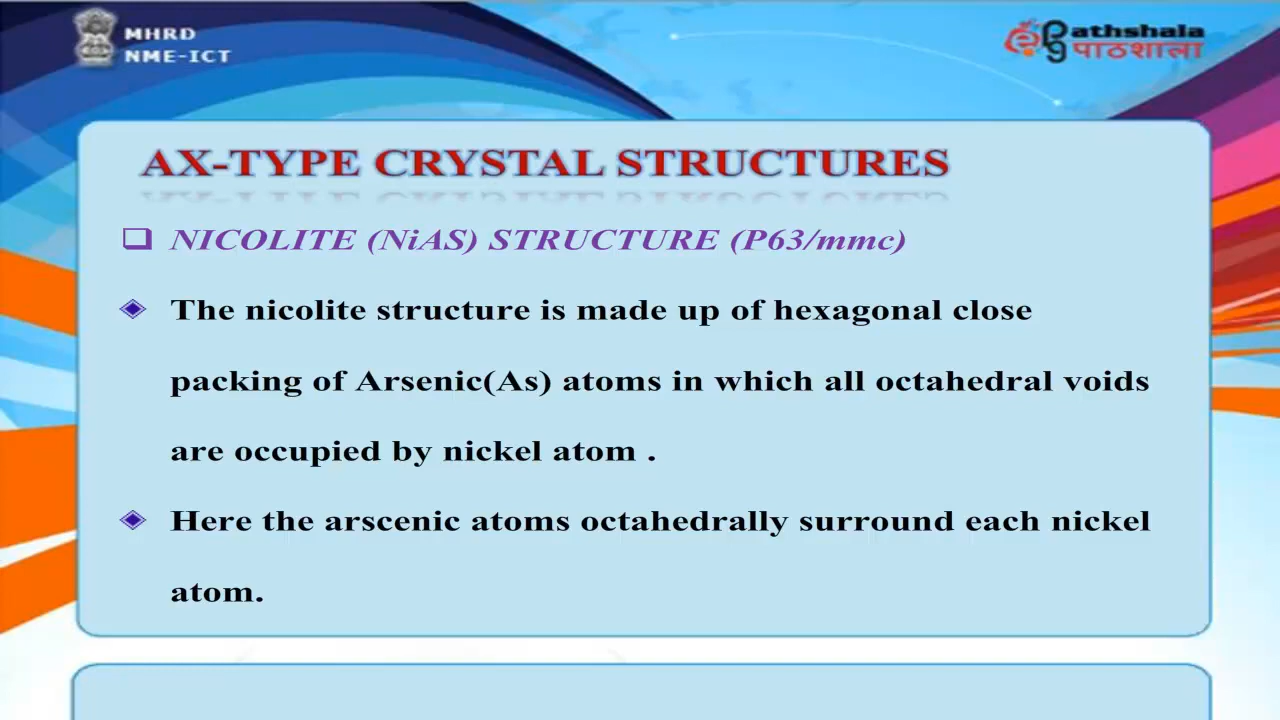 MHRD
NME-ICT
athshala
पाठशाला
AX-TYPE CRYSTAL STRUCTURES
NICOLITE (NiAS) STRUCTURE (P63/mmc)
The nicolite structure is made up of hexagonal close
packing of Arsenic(As) atoms in which all octahedral voids
are occupied by nickel atom .
Here the arscenic atoms octahedrally surround each nickel
atom.